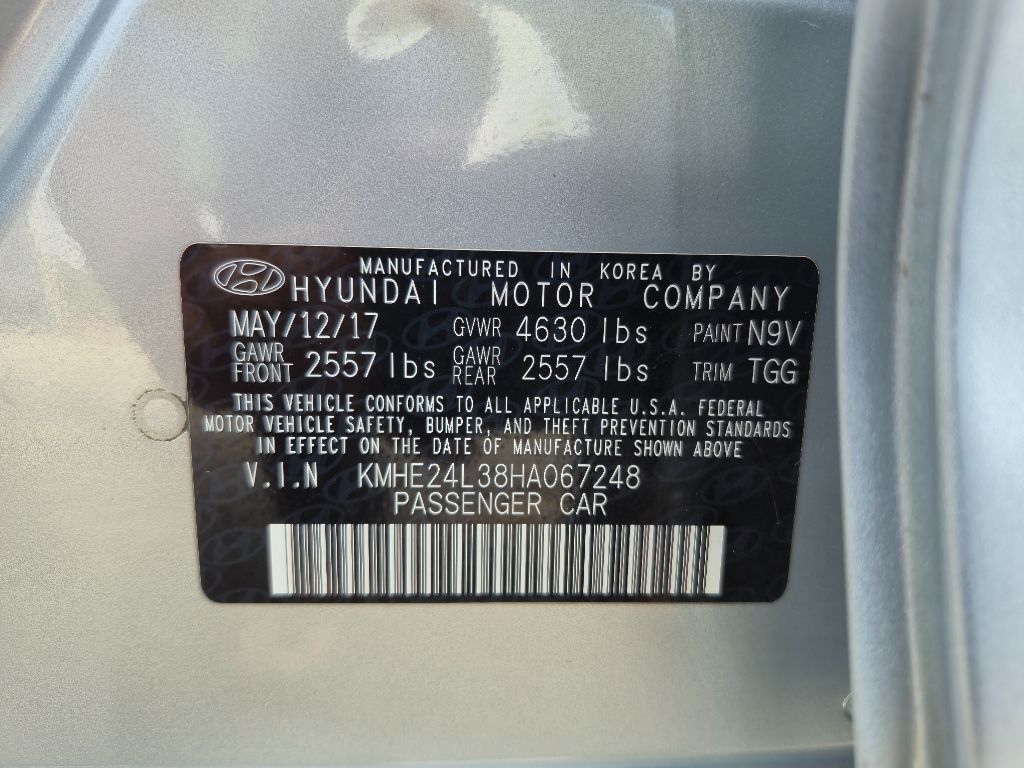 MANUFACTURED IN KOREA BY
HYUNDAI MOTOR COMPANY
MAY/12/17 GVWR 4630 lbs PAINT N9V
GAWR FRONT 2557 lbs GAWR REAR 2557 lbs TRIM TGG
THIS VEHICLE CONFORMS TO ALL APPLICABLE U.S.A. FEDERAL
MOTOR VEHICLE SAFETY, BUMPER, AND THEFT PREVENTION STANDARDS
IN EFFECT ON THE DATE OF MANUFACTURE SHOWN ABOVE
V.I.N KMHE24L38HA067248
PASSENGER CAR